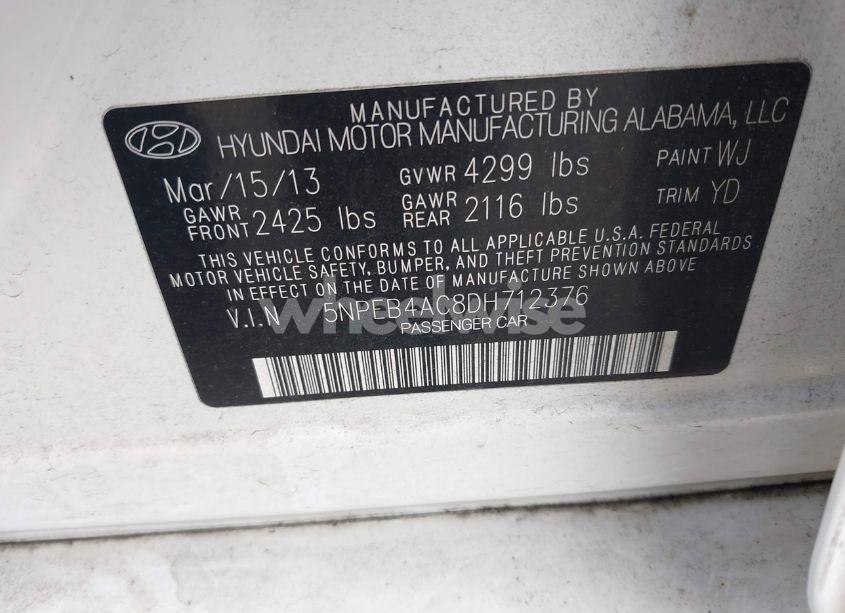 MANUFACTURED BY
HYUNDAI MOTOR MANUFACTURING ALABAMA, LLC
Mar/15/13 GVWR 4299 lbs PAINT WJ
GAWR FRONT 2425 lbs GAWR REAR 2116 lbs TRIM YD
THIS VEHICLE CONFORMS TO ALL APPLICABLE U.S.A. FEDERAL
MOTOR VEHICLE SAFETY, BUMPER, AND THEFT PREVENTION STANDARDS
IN EFFECT ON THE DATE OF MANUFACTURE SHOWN ABOVE
V.I.N 5NPEB4AC8DH712376
wheelwise
PASSENGER CAR